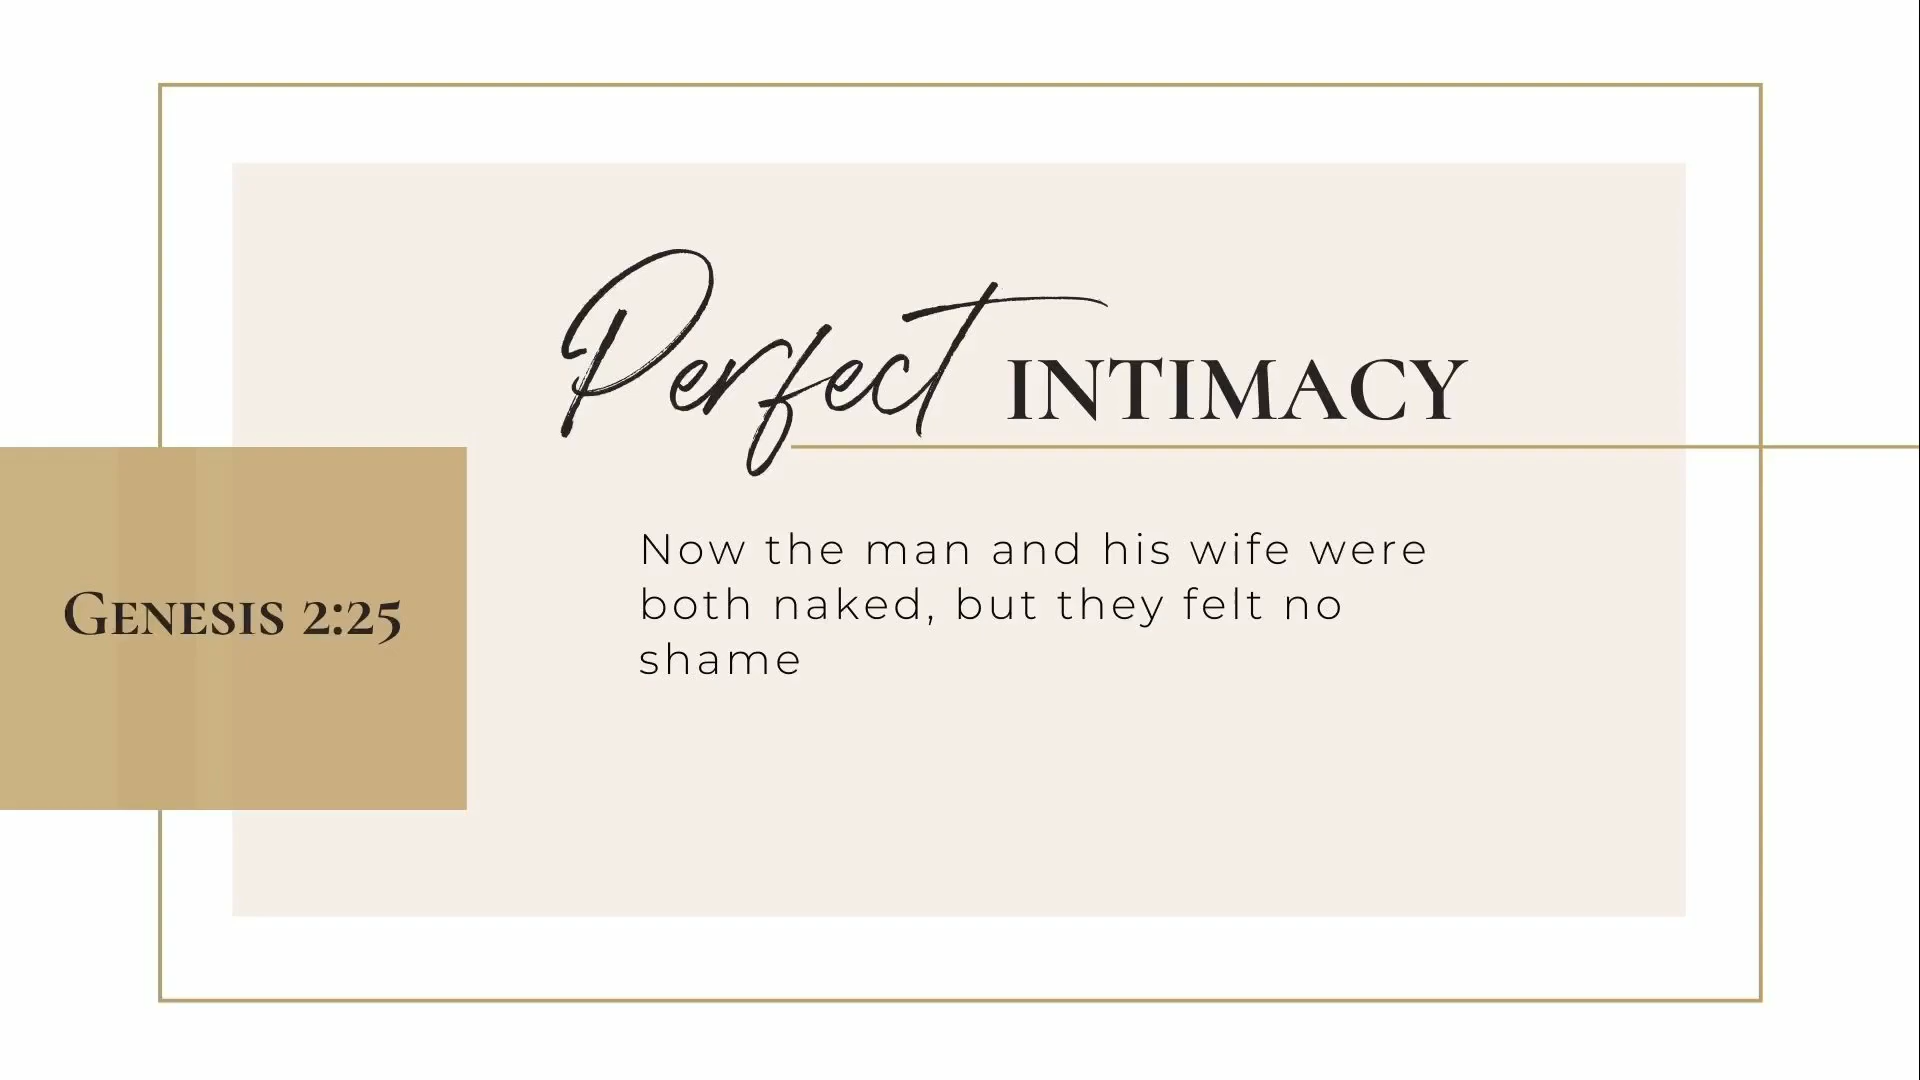 Perfect INTIMACY
GENESIS 2:25
Now the man and his wife were
both naked, but they felt no
shame